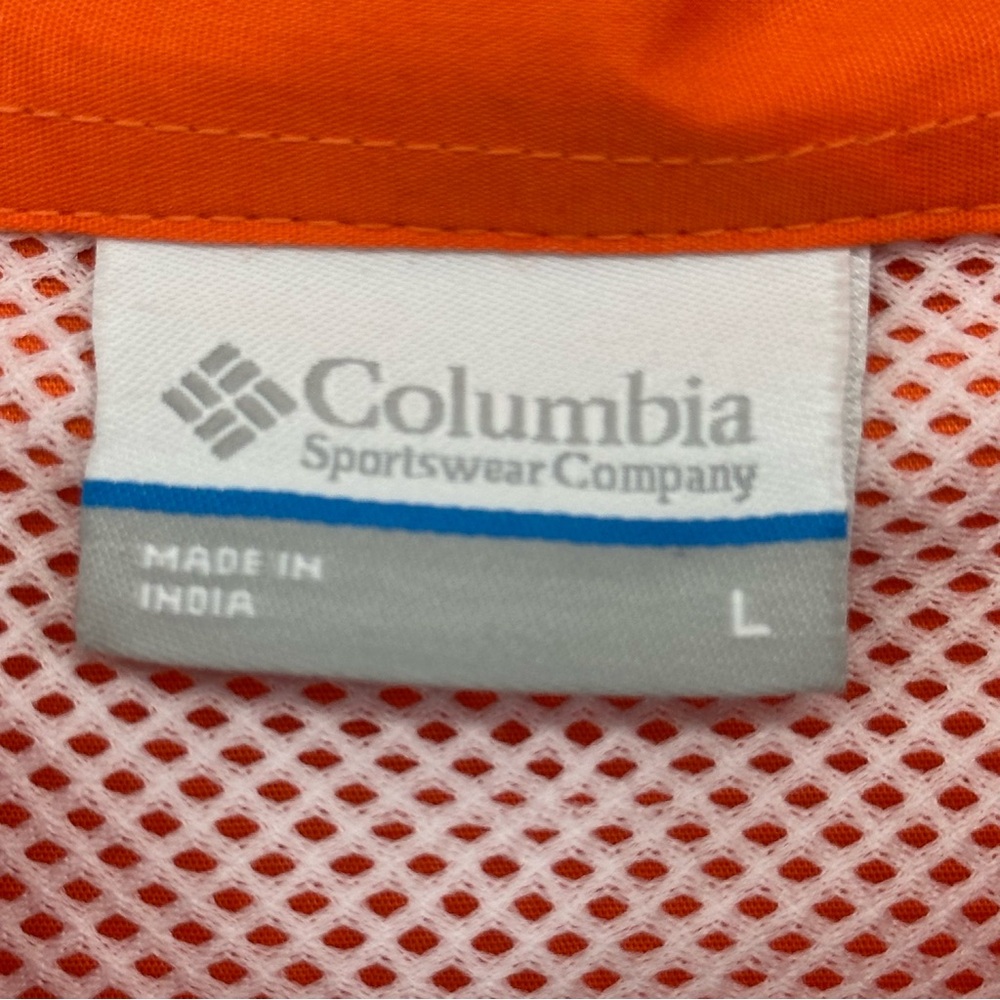 Columbia
Sportswear Company
MADE IN
INDIA
L